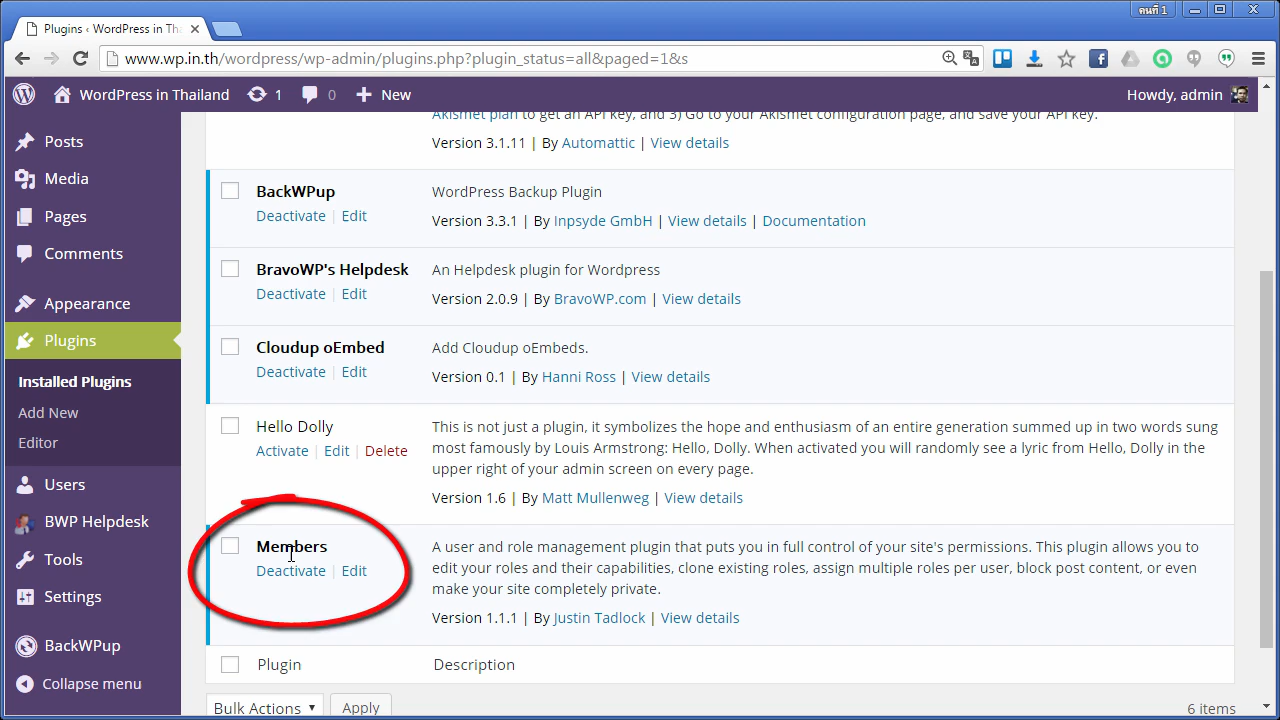 คนที่ 1
Plugins ‹ WordPress in Tha
www.wp.in.th/wordpress/wp-admin/plugins.php?plugin_status=all&paged=1&s
WordPress in Thailand 1 0 New Howdy, admin
Posts
Media
Pages
Comments
Appearance
Plugins
Installed Plugins
Add New
Editor
Users
BWP Helpdesk
Tools
Settings
BackWPup
Collapse menu
Akismet plan to get an API key, and 3) Go to your Akismet configuration page, and save your API key.
Version 3.1.11 | By Automattic | View details
BackWPup
Deactivate | Edit
WordPress Backup Plugin
Version 3.3.1 | By Inpsyde GmbH | View details | Documentation
BravoWP's Helpdesk
Deactivate | Edit
An Helpdesk plugin for Wordpress
Version 2.0.9 | By BravoWP.com | View details
Cloudup oEmbed
Deactivate | Edit
Add Cloudup oEmbeds.
Version 0.1 | By Hanni Ross | View details
Hello Dolly
Activate | Edit | Delete
This is not just a plugin, it symbolizes the hope and enthusiasm of an entire generation summed up in two words sung
most famously by Louis Armstrong: Hello, Dolly. When activated you will randomly see a lyric from Hello, Dolly in the
upper right of your admin screen on every page.
Version 1.6 | By Matt Mullenweg | View details
Members
Deactivate | Edit
A user and role management plugin that puts you in full control of your site's permissions. This plugin allows you to
edit your roles and their capabilities, clone existing roles, assign multiple roles per user, block post content, or even
make your site completely private.
Version 1.1.1 | By Justin Tadlock | View details
Plugin Description
Bulk Actions Apply 6 items